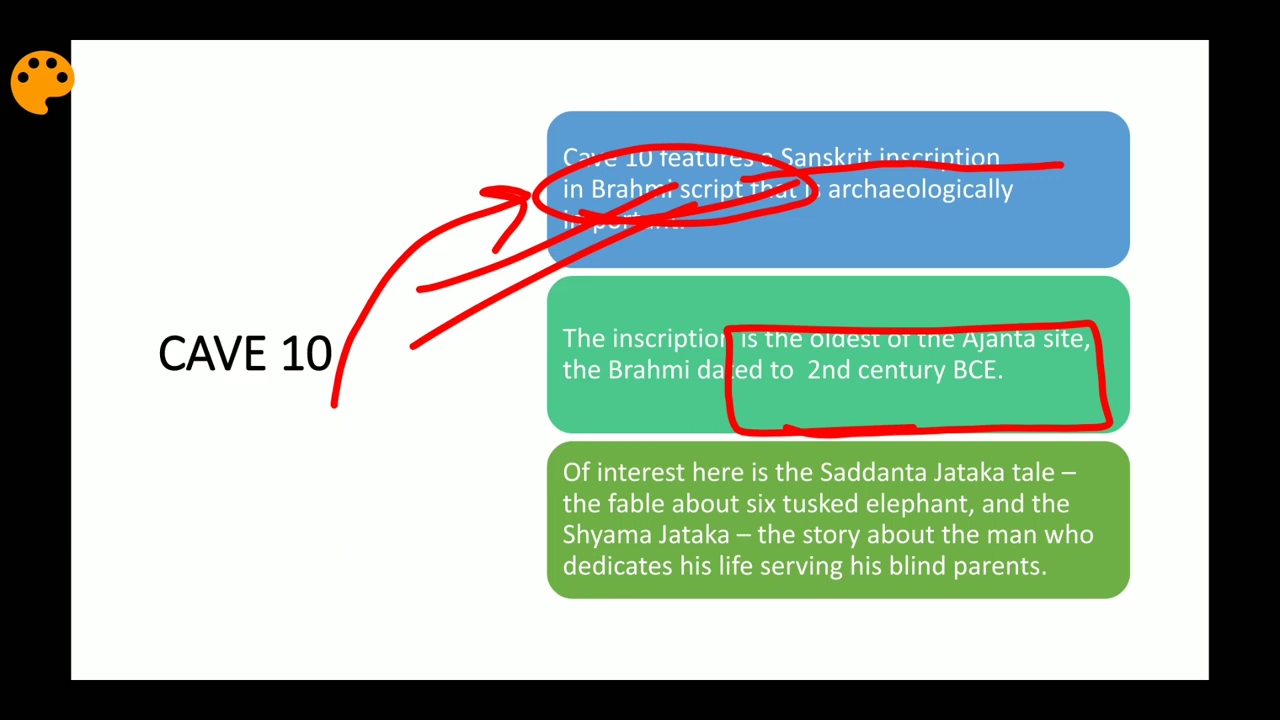 CAVE 10
Cave 10 features a Sanskrit inscription
in Brahmi script that is archaeologically
important.
The inscription is the oldest of the Ajanta site,
the Brahmi dated to 2nd century BCE.
Of interest here is the Saddanta Jataka tale –
the fable about six tusked elephant, and the
Shyama Jataka – the story about the man who
dedicates his life serving his blind parents.